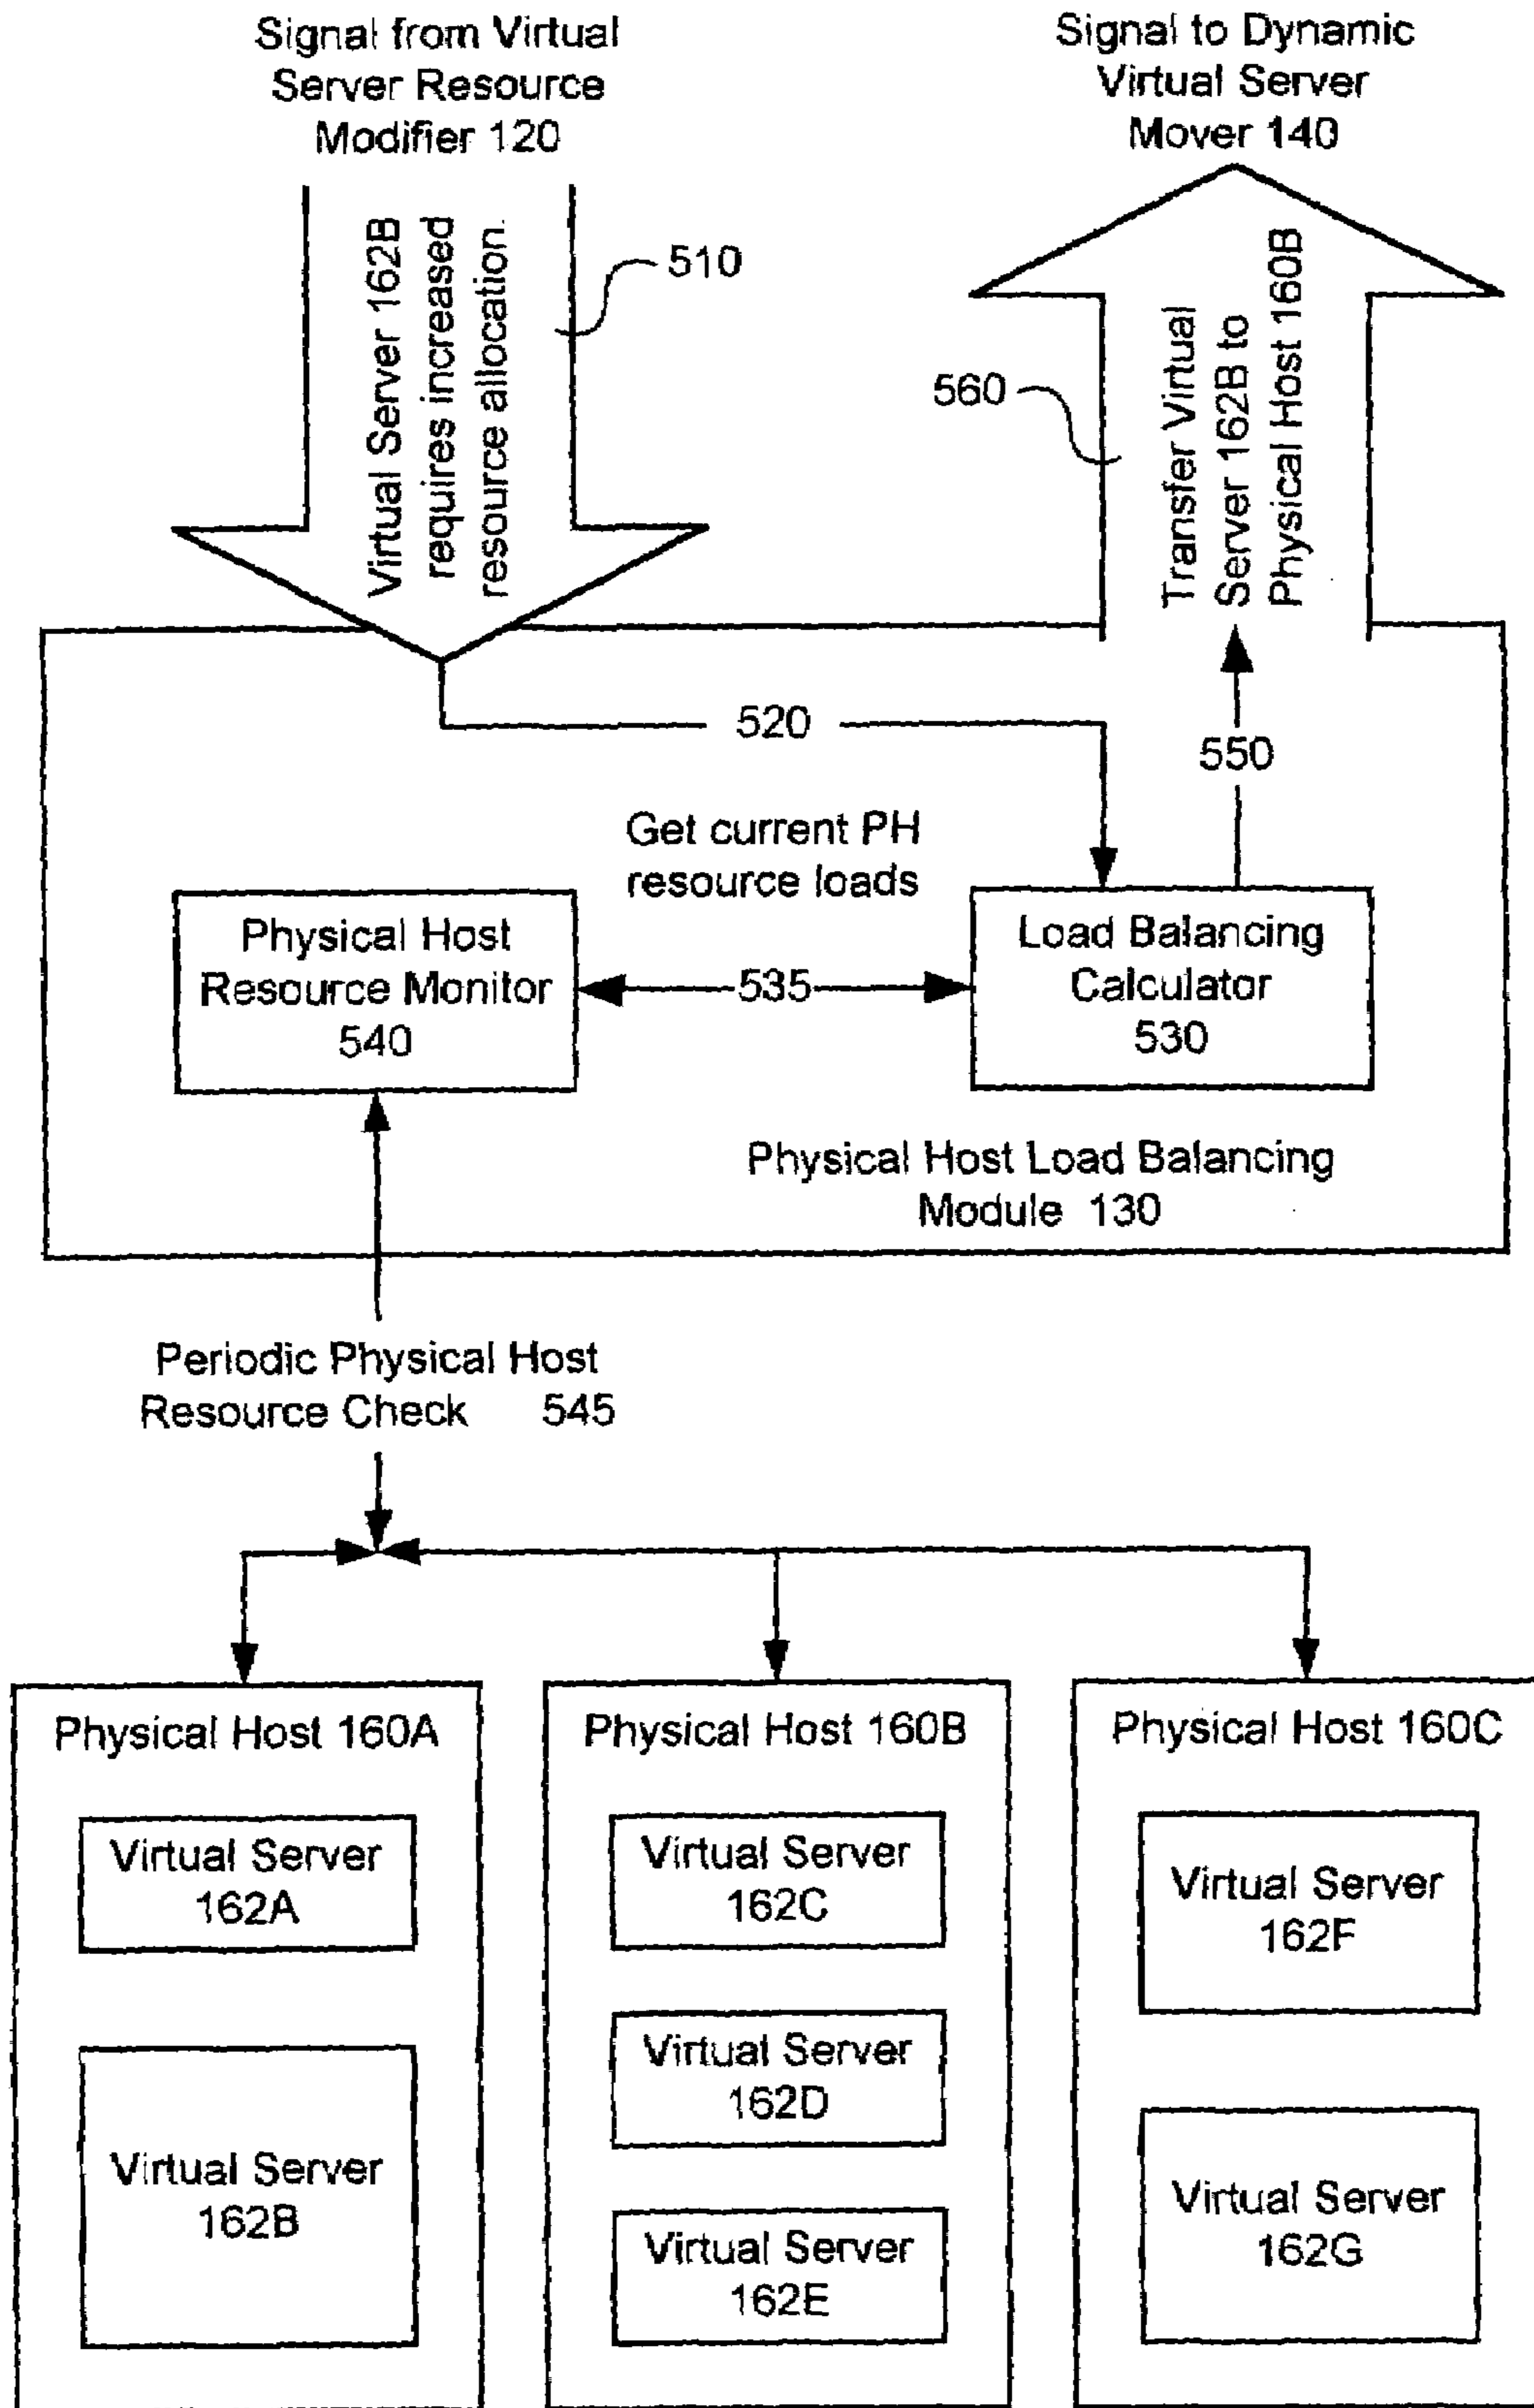 Signal from Virtual
Server Resource
Modifier 120
Signal to Dynamic
Virtual Server
Mover 140
Virtual Server 162B
requires increased
resource allocation.
510
560
Transfer Virtual
Server 162B to
Physical Host 160B
520
550
Get current PH
resource loads
Physical Host
Resource Monitor
540
535
Load Balancing
Calculator
530
Physical Host Load Balancing
Module 130
Periodic Physical Host
Resource Check 545
Physical Host 160A
Virtual Server
162A
Virtual Server
162B
Physical Host 160B
Virtual Server
162C
Virtual Server
162D
Virtual Server
162E
Physical Host 160C
Virtual Server
162F
Virtual Server
162G